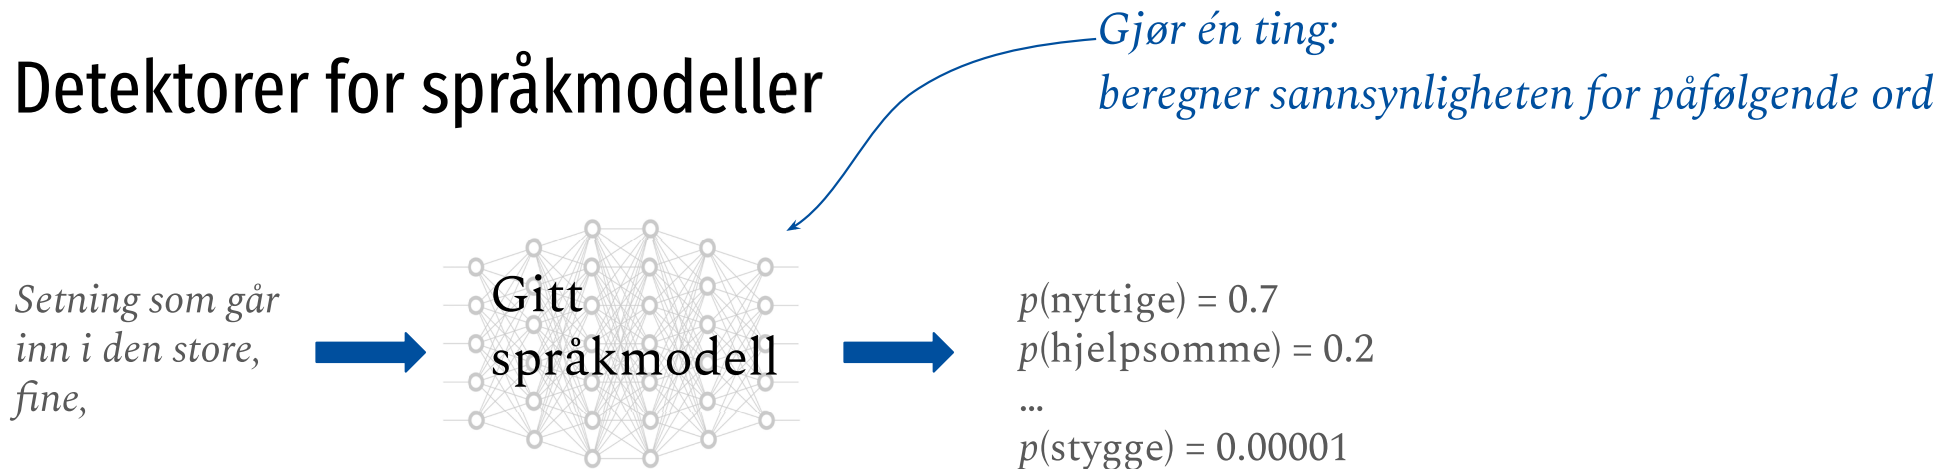 Detektorer for språkmodeller
Gjør én ting:
beregner sannsynligheten for påfølgende ord
Setning som går
inn i den store,
fine,
Gitt
språkmodell
p(nyttige) = 0.7
p(hjelpsomme) = 0.2
...
p(stygge) = 0.00001